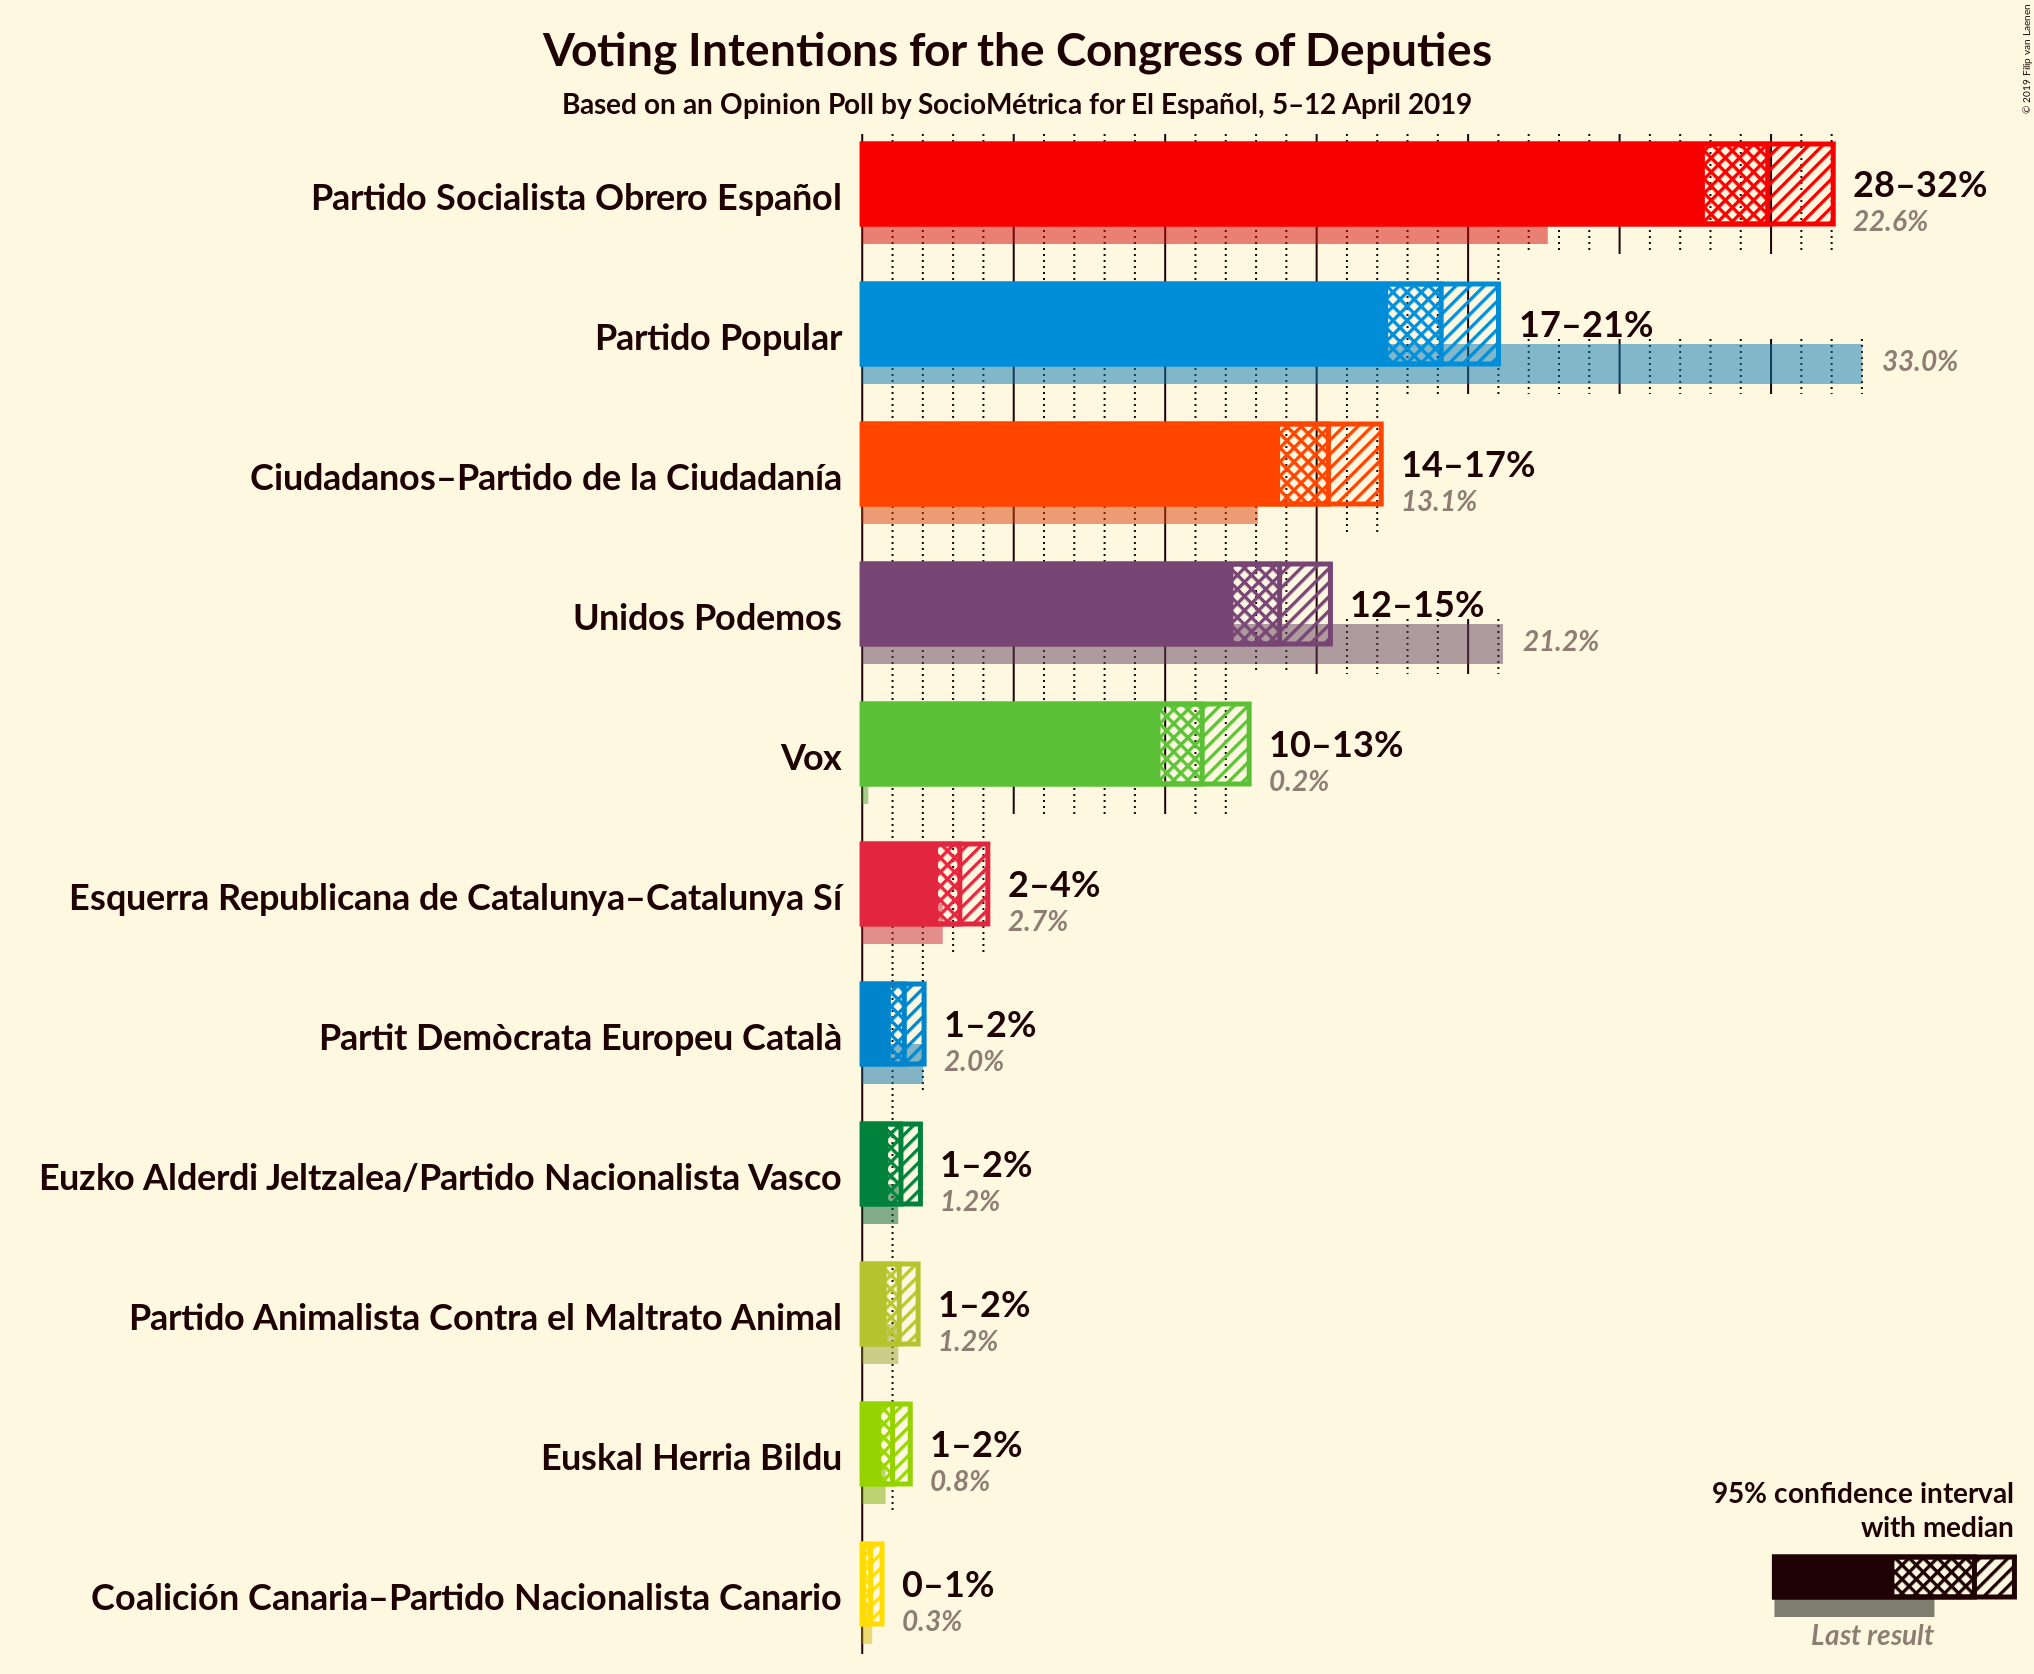 Voting Intentions for the Congress of Deputies
Based on an Opinion Poll by SocioMétrica for El Español, 5–12 April 2019
© 2019 Filip van Laenen
Partido Socialista Obrero Español
28–32%
22.6%
Partido Popular
17–21%
33.0%
Ciudadanos–Partido de la Ciudadanía
14–17%
13.1%
Unidos Podemos
12–15%
21.2%
Vox
10–13%
0.2%
Esquerra Republicana de Catalunya–Catalunya Sí
2–4%
2.7%
Partit Demòcrata Europeu Català
1–2%
2.0%
Euzko Alderdi Jeltzalea/Partido Nacionalista Vasco
1–2%
1.2%
Partido Animalista Contra el Maltrato Animal
1–2%
1.2%
Euskal Herria Bildu
1–2%
0.8%
Coalición Canaria–Partido Nacionalista Canario
0–1%
0.3%
95% confidence interval
with median
Last result